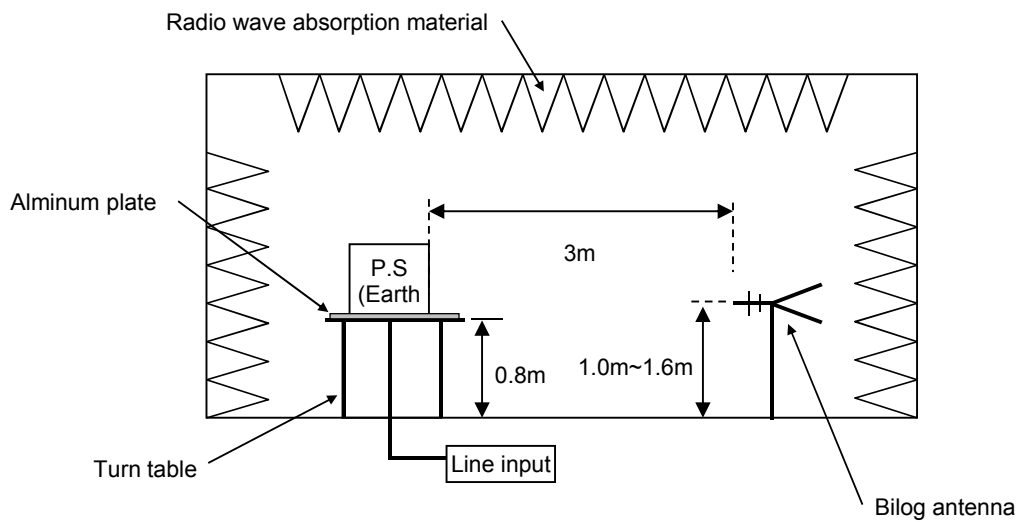 Radio wave absorption material
Alminum plate
3m
P.S
(Earth
0.8m
1.0m~1.6m
Turn table
Line input
Bilog antenna